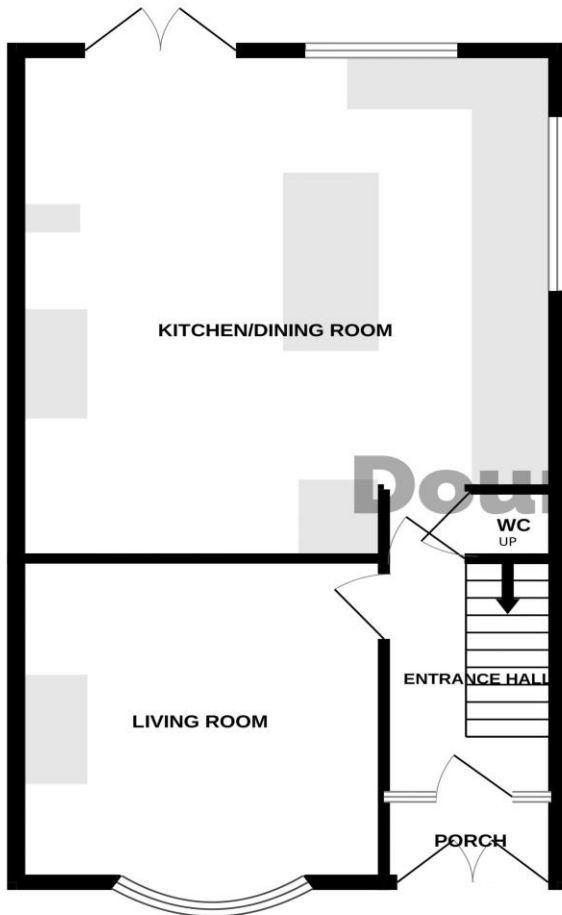 KITCHEN/DINING ROOM
WC
UP
ENTRANCE HALL
LIVING ROOM
PORCH